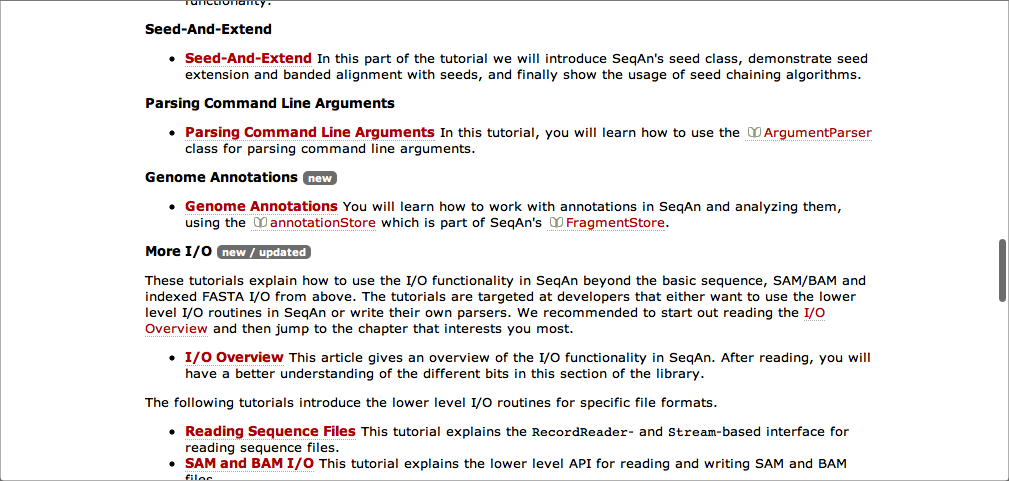 functionality.
Seed-And-Extend
• Seed-And-Extend In this part of the tutorial we will introduce SeqAn's seed class, demonstrate seed
extension and banded alignment with seeds, and finally show the usage of seed chaining algorithms.
Parsing Command Line Arguments
• Parsing Command Line Arguments In this tutorial, you will learn how to use the ArgumentParser
class for parsing command line arguments.
Genome Annotations new
• Genome Annotations You will learn how to work with annotations in SeqAn and analyzing them,
using the annotationStore which is part of SeqAn's FragmentStore.
More I/O new / updated
These tutorials explain how to use the I/O functionality in SeqAn beyond the basic sequence, SAM/BAM and
indexed FASTA I/O from above. The tutorials are targeted at developers that either want to use the lower
level I/O routines in SeqAn or write their own parsers. We recommended to start out reading the I/O
Overview and then jump to the chapter that interests you most.
• I/O Overview This article gives an overview of the I/O functionality in SeqAn. After reading, you will
have a better understanding of the different bits in this section of the library.
The following tutorials introduce the lower level I/O routines for specific file formats.
• Reading Sequence Files This tutorial explains the RecordReader- and Stream-based interface for
reading sequence files.
• SAM and BAM I/O This tutorial explains the lower level API for reading and writing SAM and BAM
files.